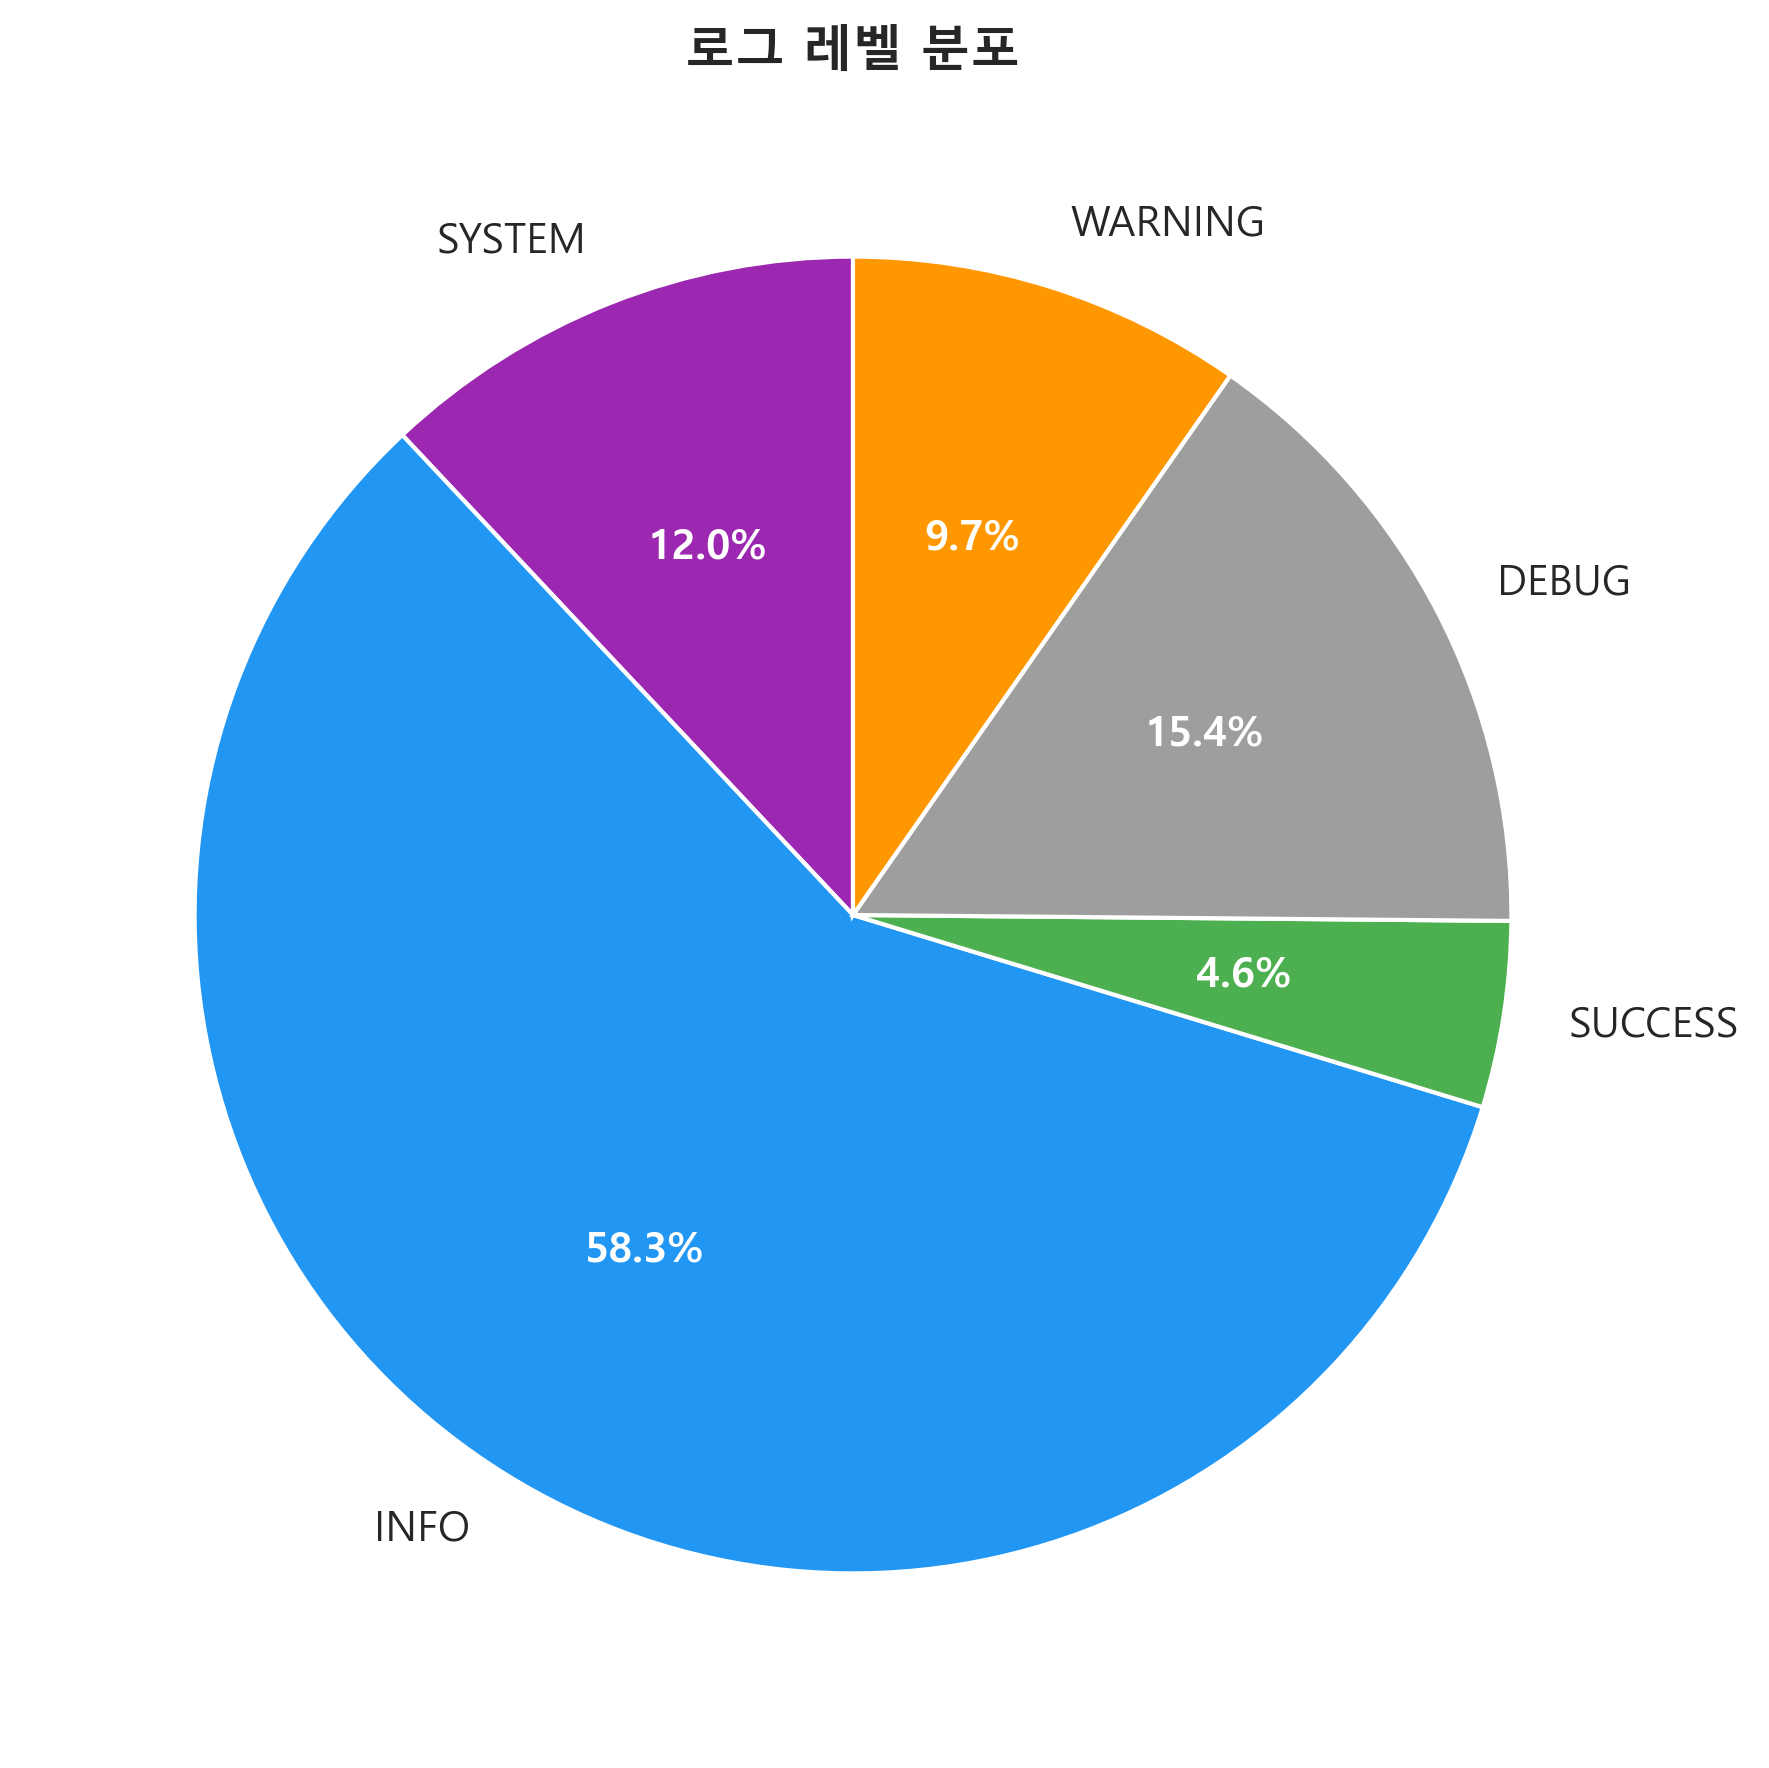 로그 레벨 분포
SYSTEM
WARNING
12.0%
9.7%
DEBUG
15.4%
4.6%
SUCCESS
58.3%
INFO